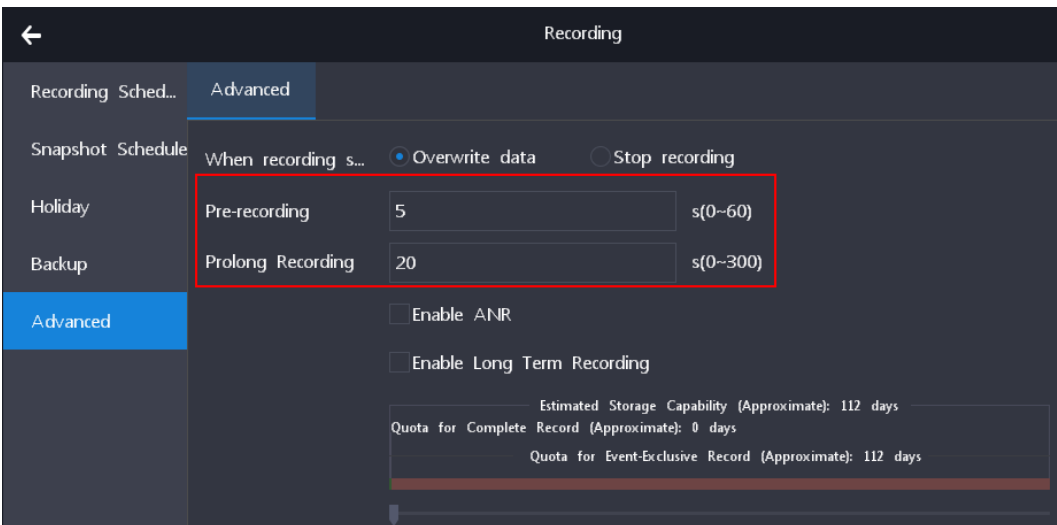 Recording
Recording Sched...
Advanced
Snapshot Schedule
When recording s...
Overwrite data
Stop recording
Holiday
Pre-recording
5
s(0~60)
Backup
Prolong Recording
20
s(0~300)
Advanced
Enable ANR
Enable Long Term Recording
Estimated Storage Capability (Approximate): 112 days
Quota for Complete Record (Approximate): 0 days
Quota for Event-Exclusive Record (Approximate): 112 days